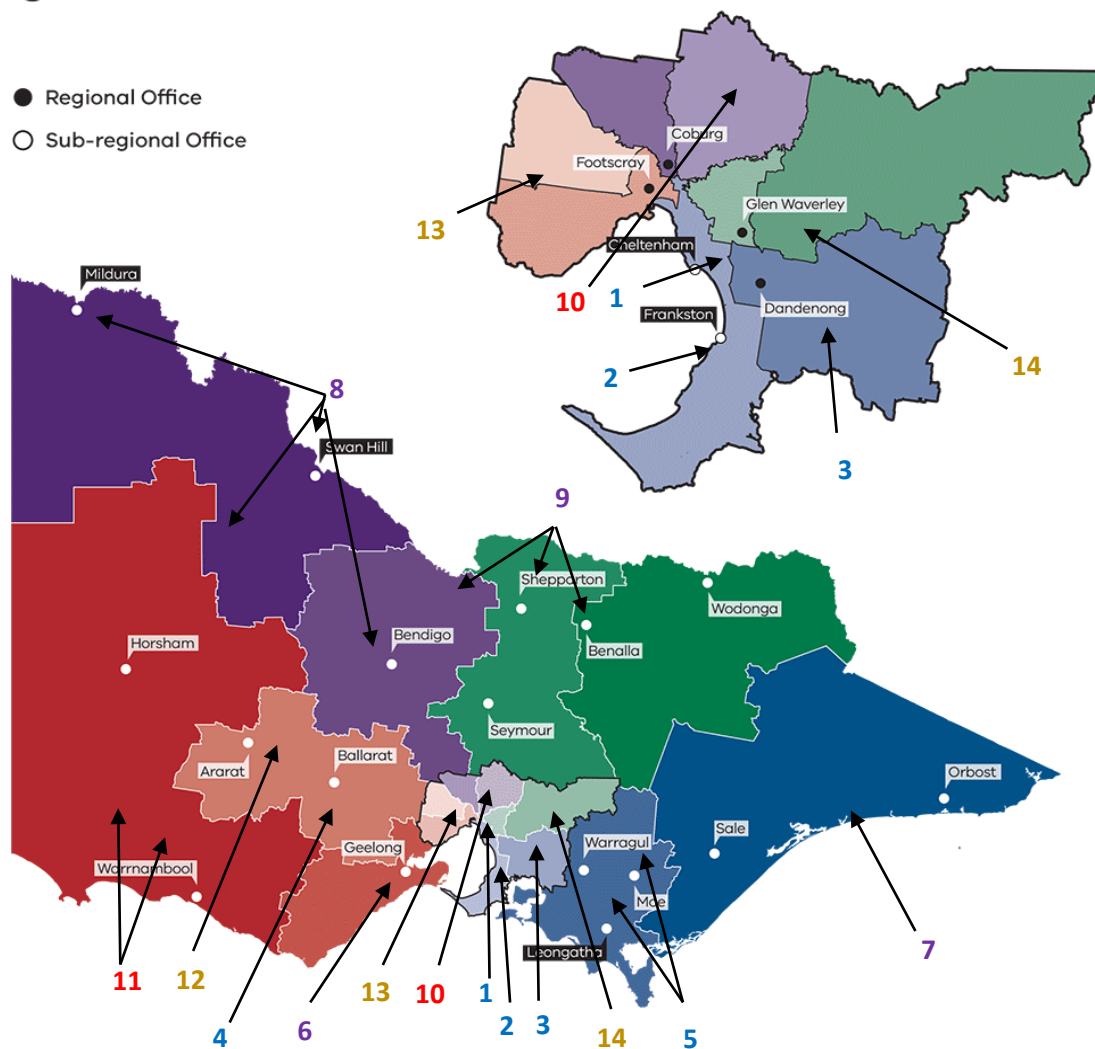 Regional Office
Sub-regional Office
Coburg
Footscray
Glen Waverley
13
Cheltenham
10
1
Mildura
Dandenong
Frankston
14
2
8
Swan Hill
3
9
Shepparton
Wodonga
Bendigo
Horsham
Benalla
Seymour
Ararat
Ballarat
Orbost
Sale
Geelong
Warragul
Warrnambool
Moe
Leongatha
7
11
12
13
10
1
6
2
3
14
4
5